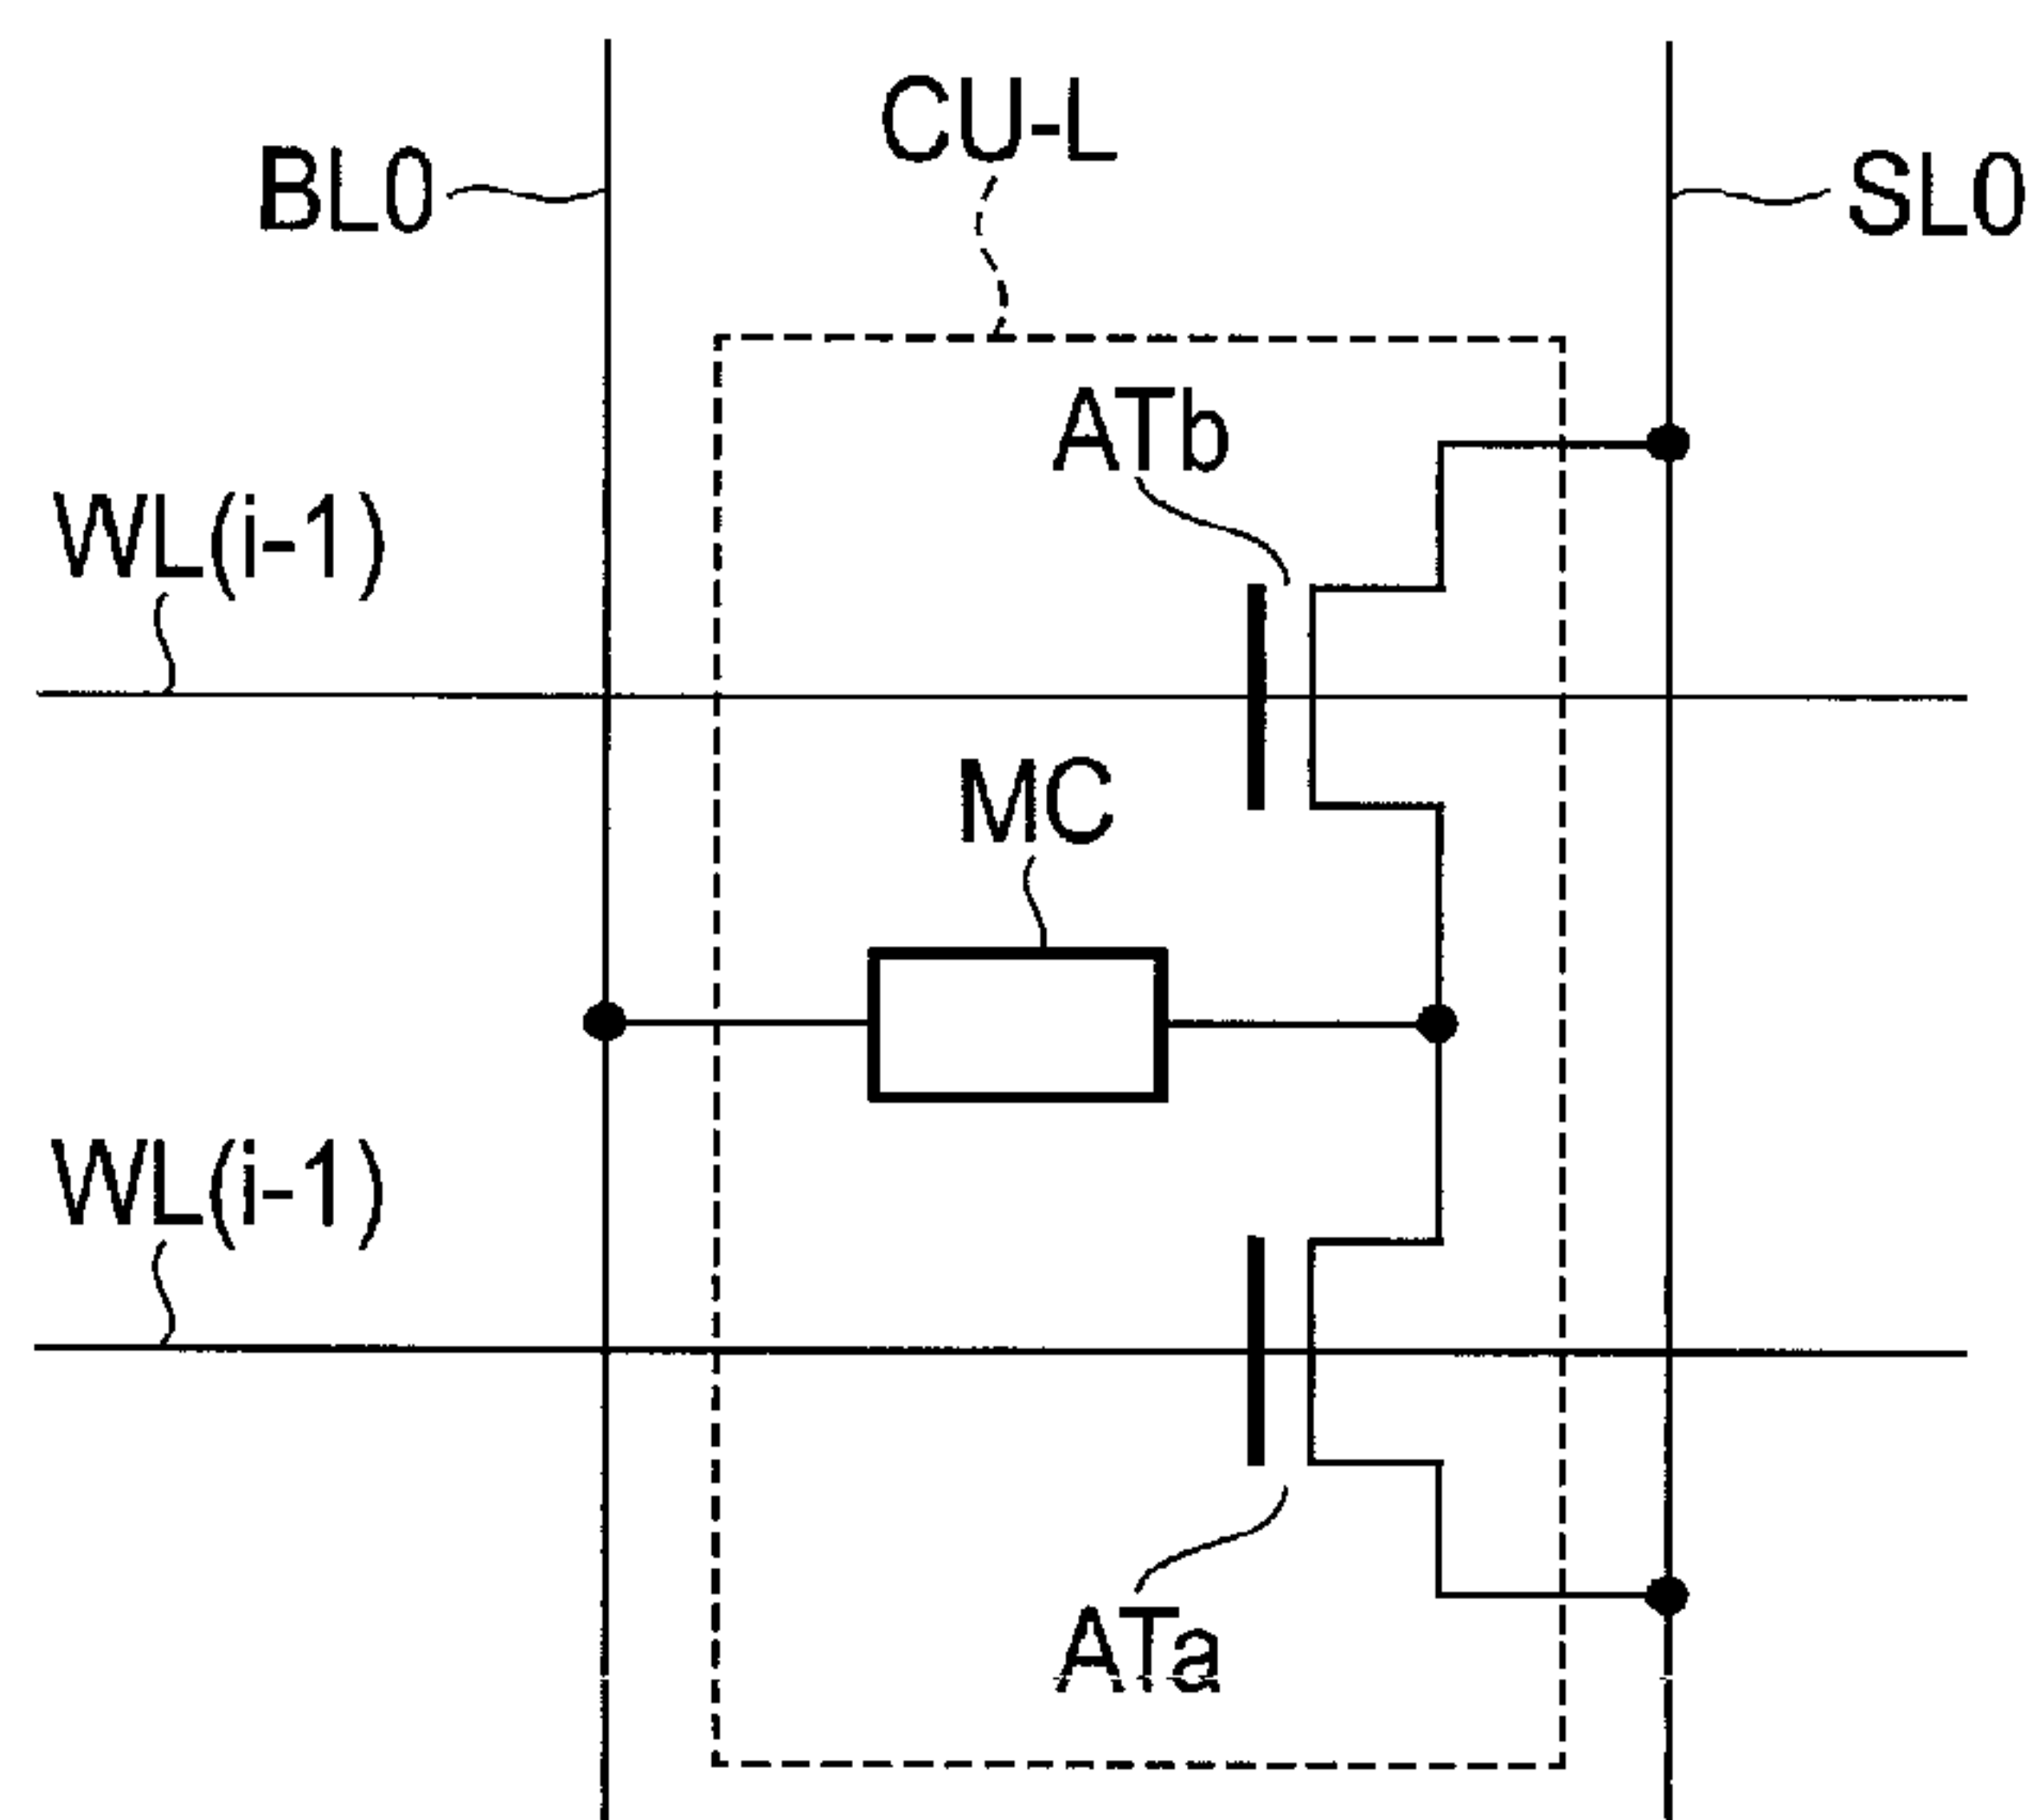 CU-L
BL0
SL0
ATb
WL(i-1)
MC
WL(i-1)
ATa